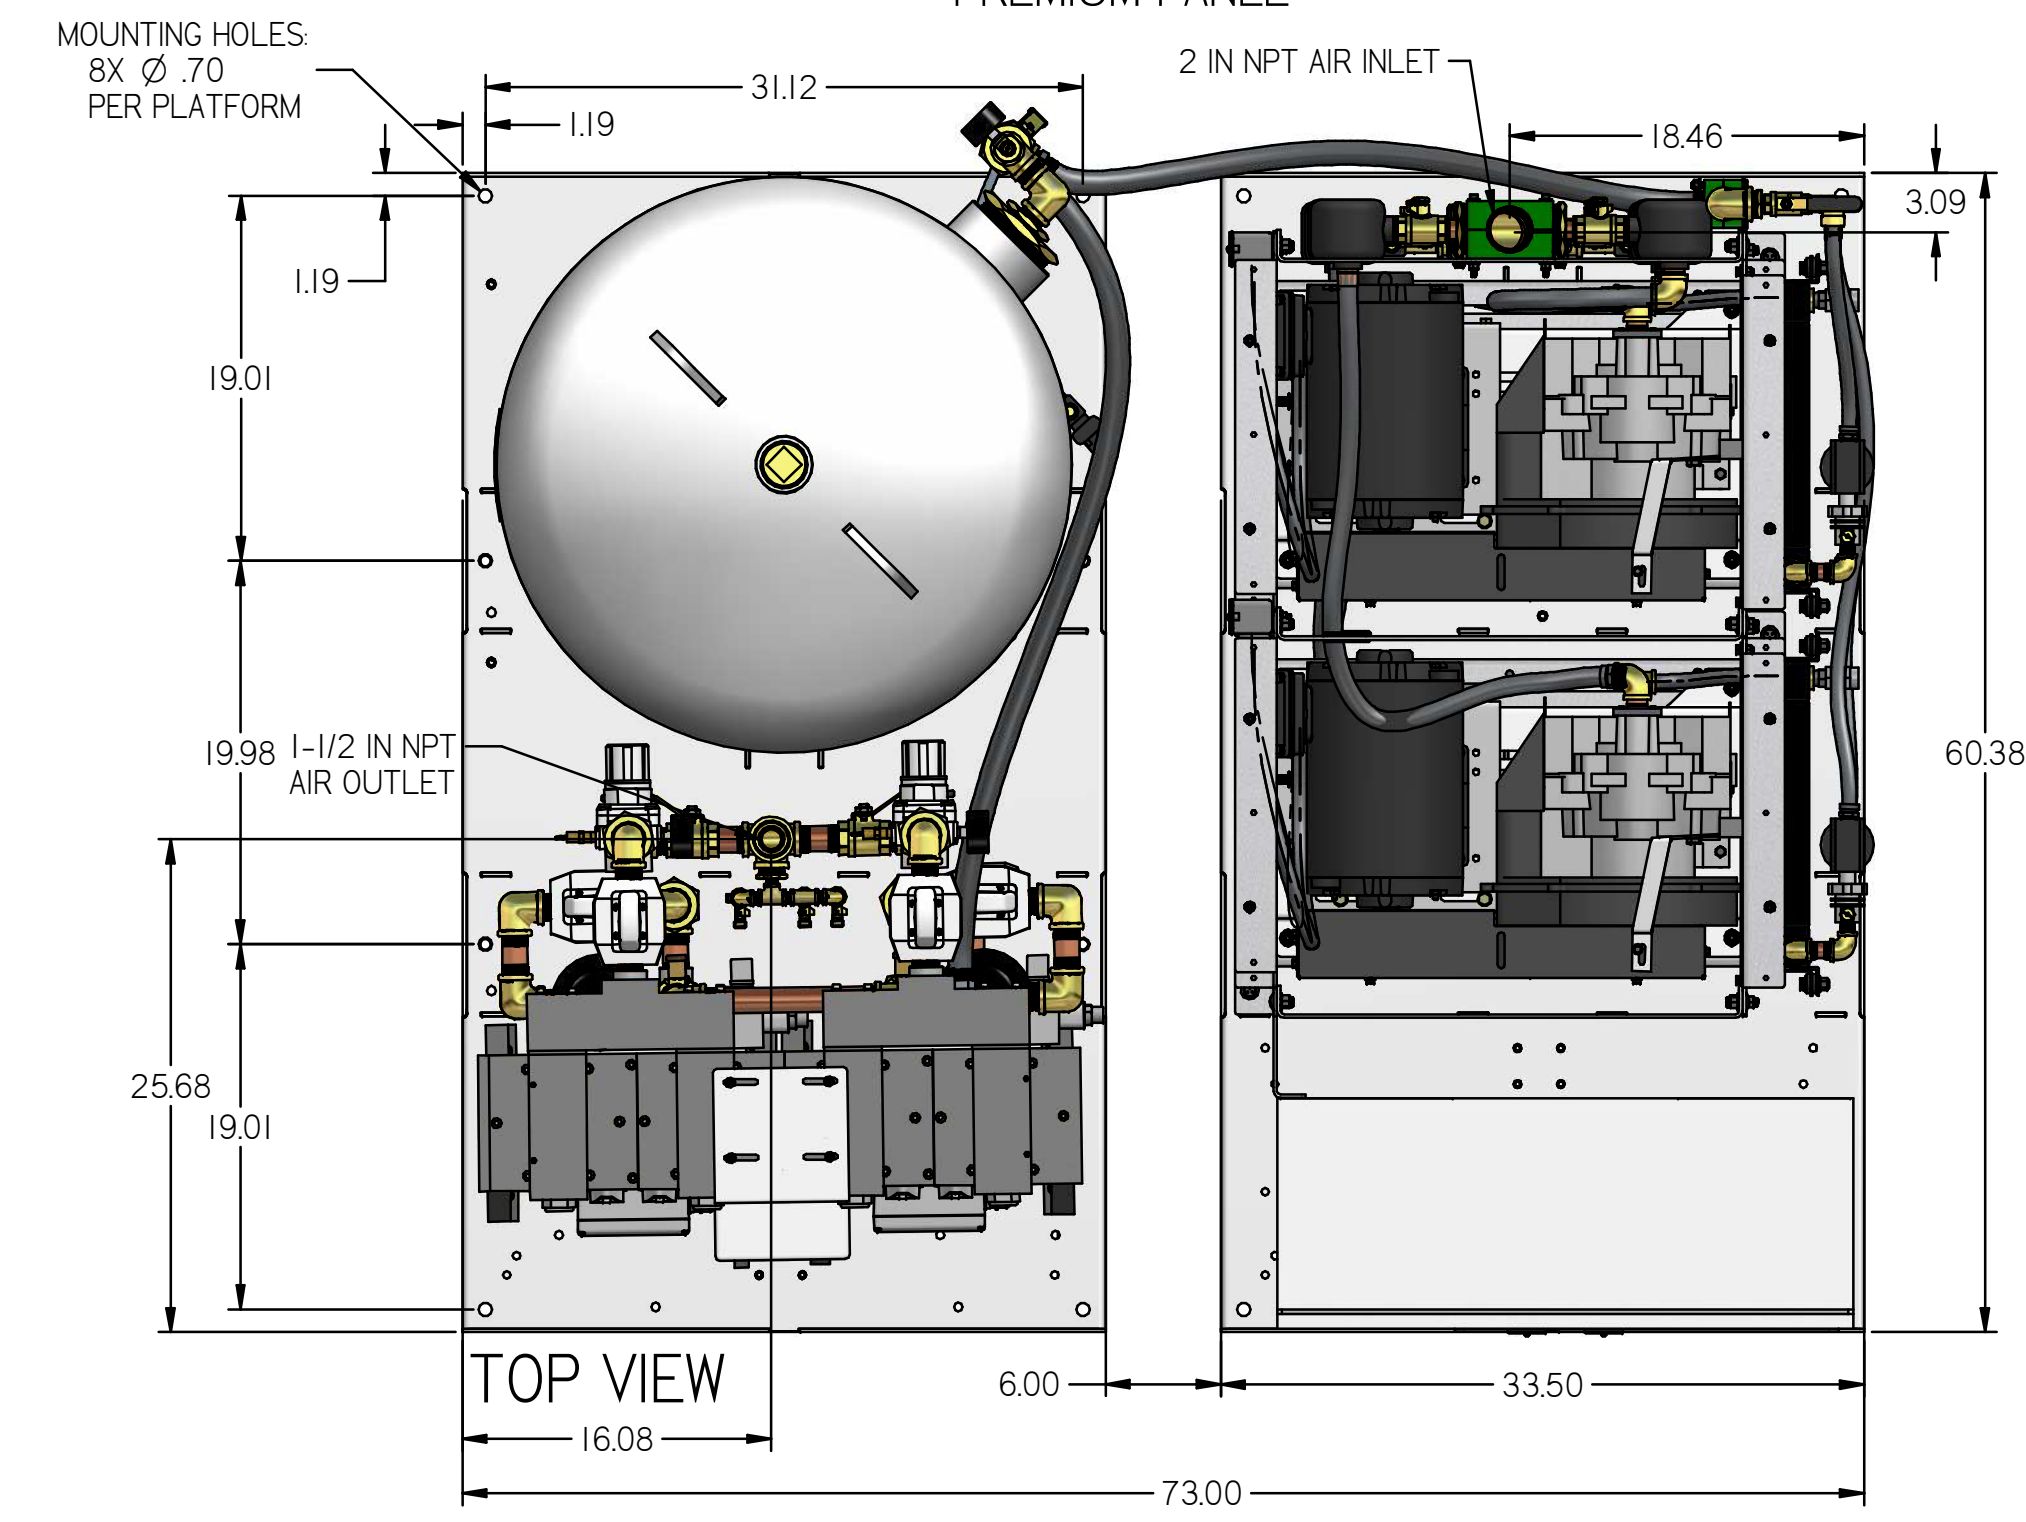 PREMIUM PANEL
MOUNTING HOLES:
8X Ø .70
PER PLATFORM
31.12
1.19
2 IN NPT AIR INLET
18.46
3.09
1.19
19.01
19.98
1-1/2 IN NPT
AIR OUTLET
60.38
25.68
19.01
TOP VIEW
6.00
33.50
16.08
73.00